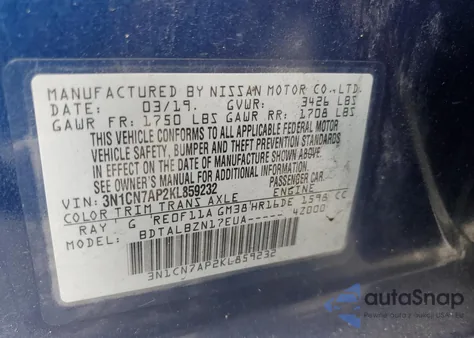 MANUFACTURED BY NISSAN MOTOR CO.,LTD.
DATE: 03/19. GVWR: 3426 LBS
GAWR FR: 1750 LBS GAWR RR: 1708 LBS
THIS VEHICLE CONFORMS TO ALL APPLICABLE FEDERAL MOTOR
VEHICLE SAFETY, BUMPER AND THEFT PREVENTION STANDARDS
IN EFFECT ON THE DATE OF MANUFACTURE SHOWN ABOVE.
SEE OWNER'S MANUAL FOR ADDITIONAL INFORMATION.
VIN: 3N1CN7AP2KL859232 PASSENGER CAR
COLOR TRIM TRANS AXLE ENGINE
RAY G RE0F11A GM38 HR16DE 1598 CC
MODEL: BDTALBZN17EUA----- 42000
3N1CN7AP2KL859232
autoSnap